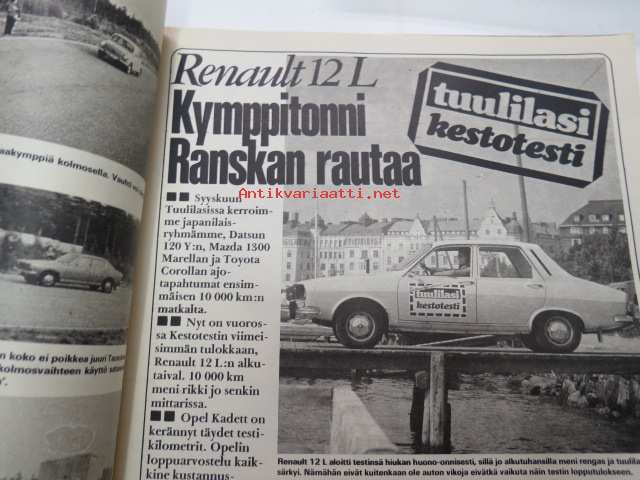 aakymppiä kolmosella. Vauhti
n koko ei poikkea juuri
kolmosvaihteen käyttö
Renault 12 L
Kymppitonni
Ranskan rautaa
tuulilasi
kestotesti
Antikvariaatti.net
■■ Syyskuun
Tuulilasissa kerroim-
me japanilais-
ryhmämme, Datsun
120 Y:n, Mazda 1300
Marellan ja Toyota
Corollan ajo-
tapahtumat ensim-
mäisen 10 000 km:n
matkalta.
■■ Nyt on vuoros-
sa Kestotestin viimei-
simmän tulokkaan,
Renault 12 L:n alku-
taival. 10 000 km
meni rikki jo senkin
mittarissa.
■■ Opel Kadett on
kerännyt täydet testi-
kilometrit. Opelin
loppuarvostelu kaik-
kine kustannus-
tuulilasi
kestotesti
Renault 12 L aloitti testinsä hiukan huono-onnisesti, sillä jo alkutuhansilla meni rengas ja tuulila
särkyi. Nämähän eivät kuitenkaan ole auton vikoja eivätkä vaikuta näin testin lopputulokseen.